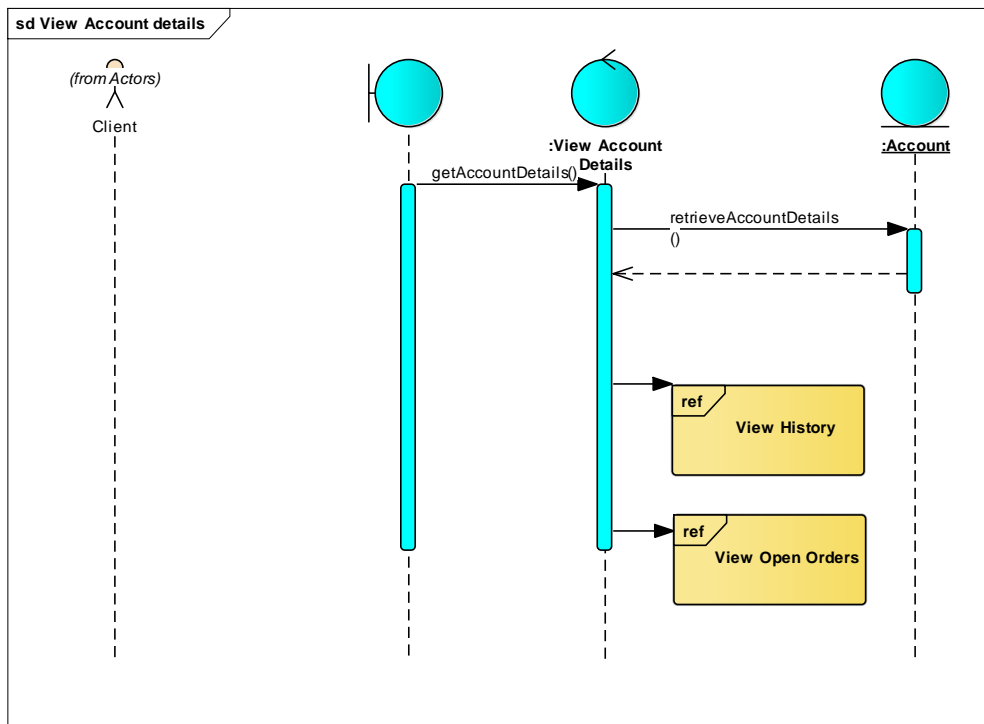 sd View Account details
(from Actors)
Client
:View Account
Details
:Account
getAccountDetails()
retrieveAccountDetails
()
ref
View History
ref
View Open Orders